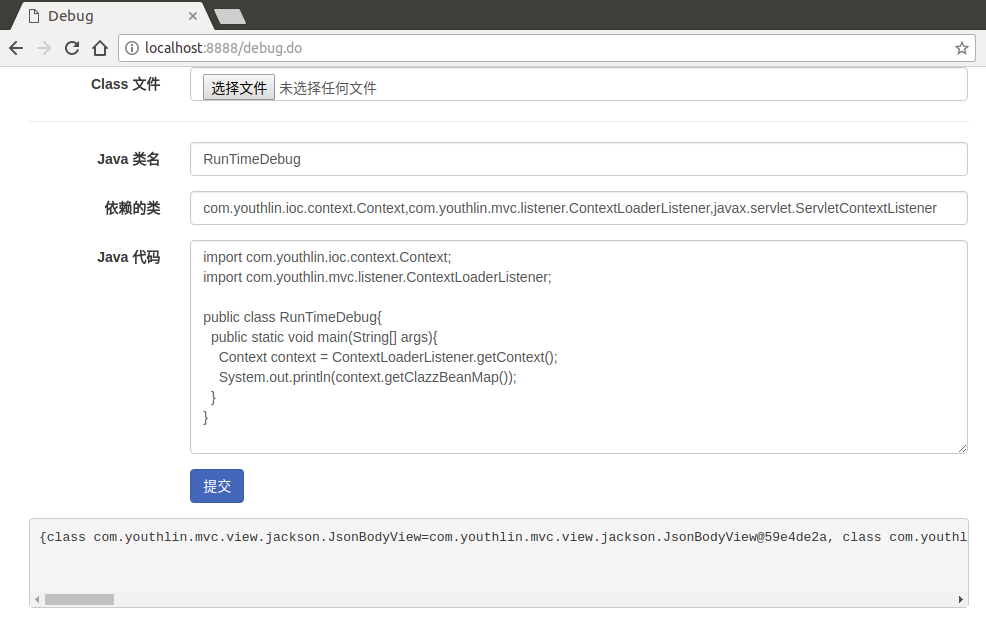 Debug
localhost:8888/debug.do
Class 文件
选择文件 未选择任何文件
Java 类名
RunTimeDebug
依赖的类
com.youthlin.ioc.context.Context,com.youthlin.mvc.listener.ContextLoaderListener,javax.servlet.ServletContextListener
Java 代码
import com.youthlin.ioc.context.Context;
import com.youthlin.mvc.listener.ContextLoaderListener;
public class RunTimeDebug{
public static void main(String[] args){
Context context = ContextLoaderListener.getContext();
System.out.println(context.getClazzBeanMap());
}
}
提交
{class com.youthlin.mvc.view.jackson.JsonBodyView=com.youthlin.mvc.view.jackson.JsonBodyView@59e4de2a, class com.youthl